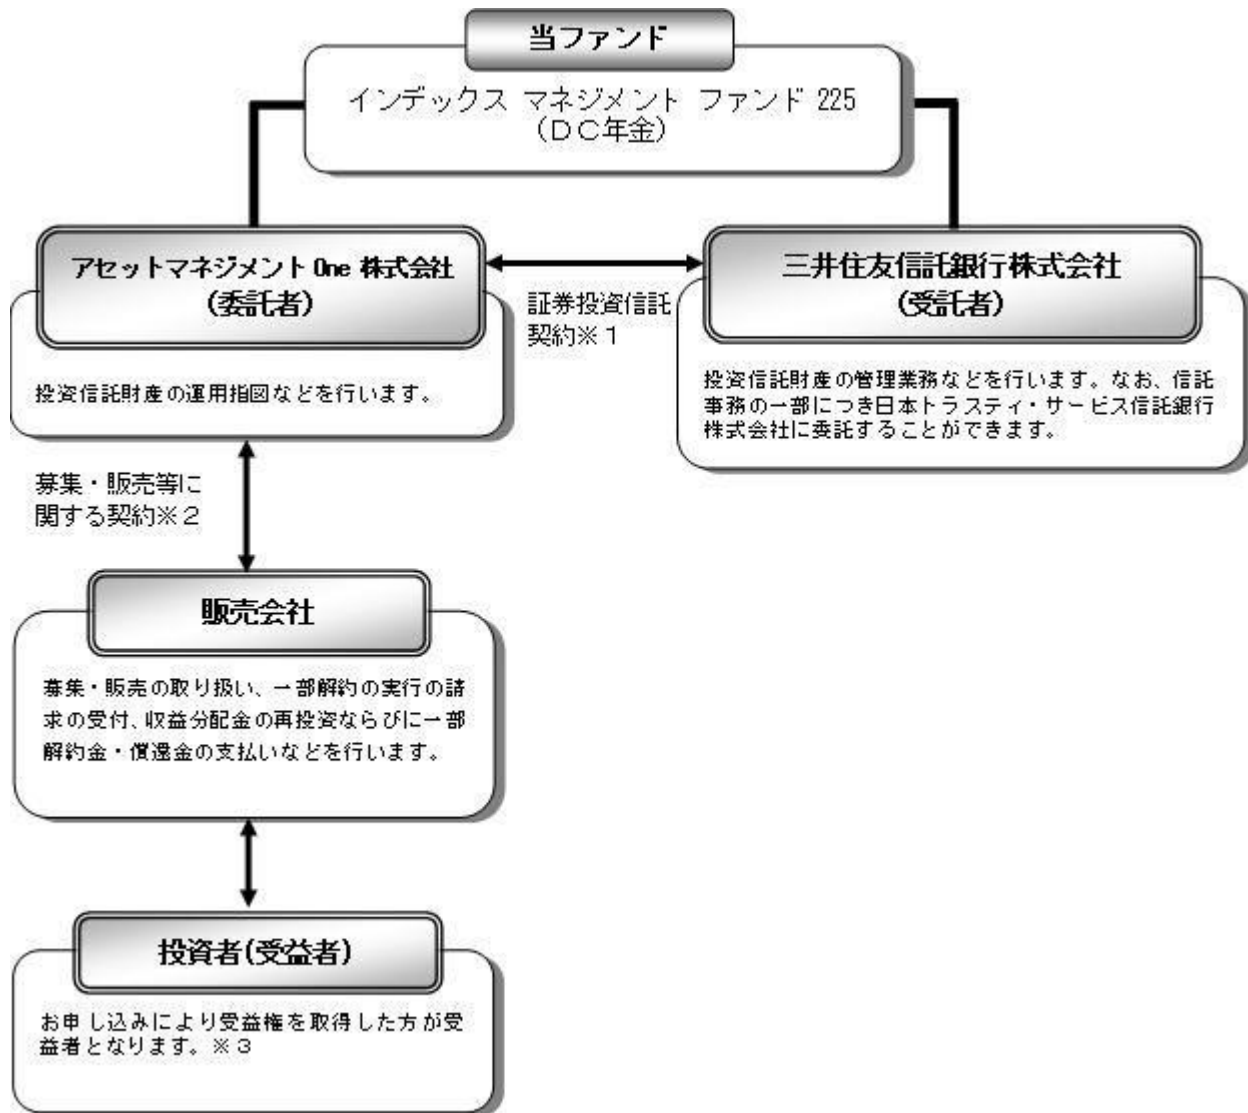 当ファンド
インデックス マネジメント ファンド 225
（ＤＣ年金）
アセットマネジメント One 株式会社
（委託者）
投資信託財産の運用指図などを行います。
証券投資信託
契約※１
三井住友信託銀行株式会社
（受託者）
投資信託財産の管理業務などを行います。なお、信託
事務の一部につき日本トラスティ・サービス信託銀行
株式会社に委託することができます。
募集・販売等に
関する契約※２
販売会社
募集・販売の取り扱い、一部解約の実行の請
求の受付、収益分配金の再投資ならびに一部
解約金・償還金の支払いなどを行います。
投資者（受益者）
お申し込みにより受益権を取得した方が受
益者となります。※３